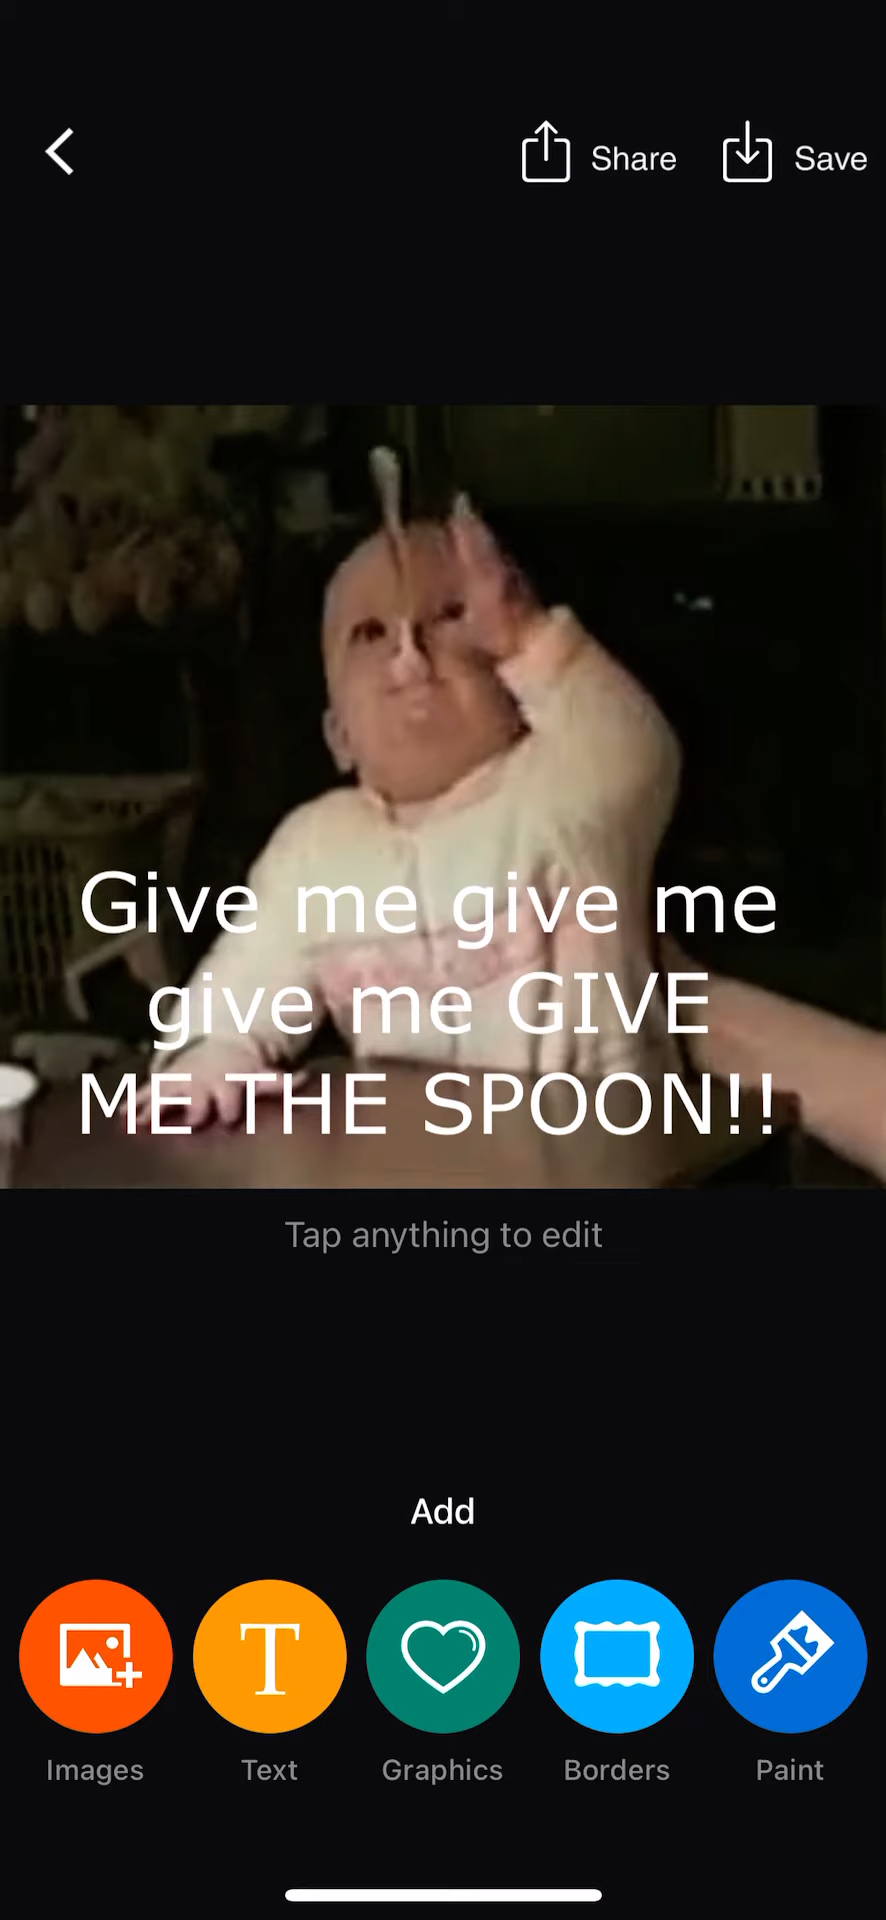 Share Save
Give me give me
give me GIVE
ME THE SPOON!!
Tap anything to edit
Add
Images Text Graphics Borders Paint